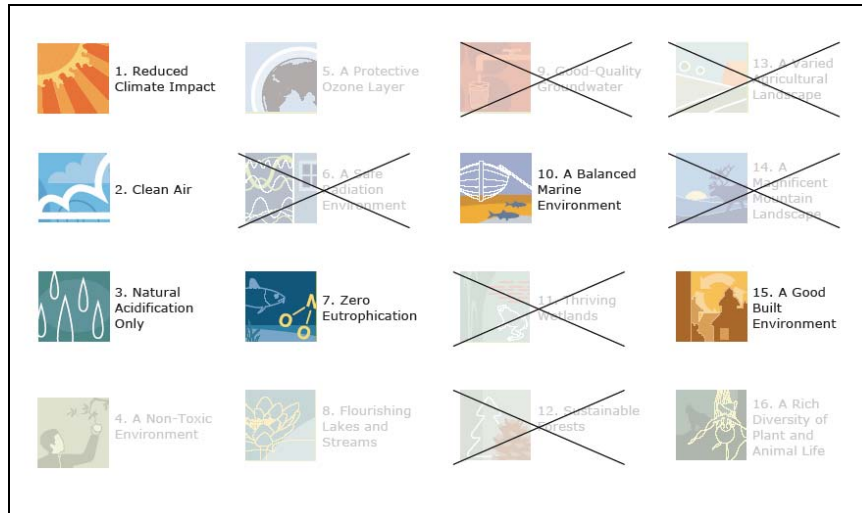 1. Reduced
Climate Impact
2. Clean Air
3. Natural
Acidification
Only
4. A Non-Toxic
Environment
5. A Protective
Ozone Layer
6. A Safe
Radiation
Environment
7. Zero
Eutrophication
8. Flourishing
Lakes and
Streams
9. Good-Quality
Groundwater
10. A Balanced
Marine
Environment
11. Thriving
Wetlands
12. Sustainable
Forests
13. A Varied
Agricultural
Landscape
14. A
Magnificent
Mountain
Landscape
15. A Good
Built
Environment
16. A Rich
Diversity of
Plant and
Animal Life